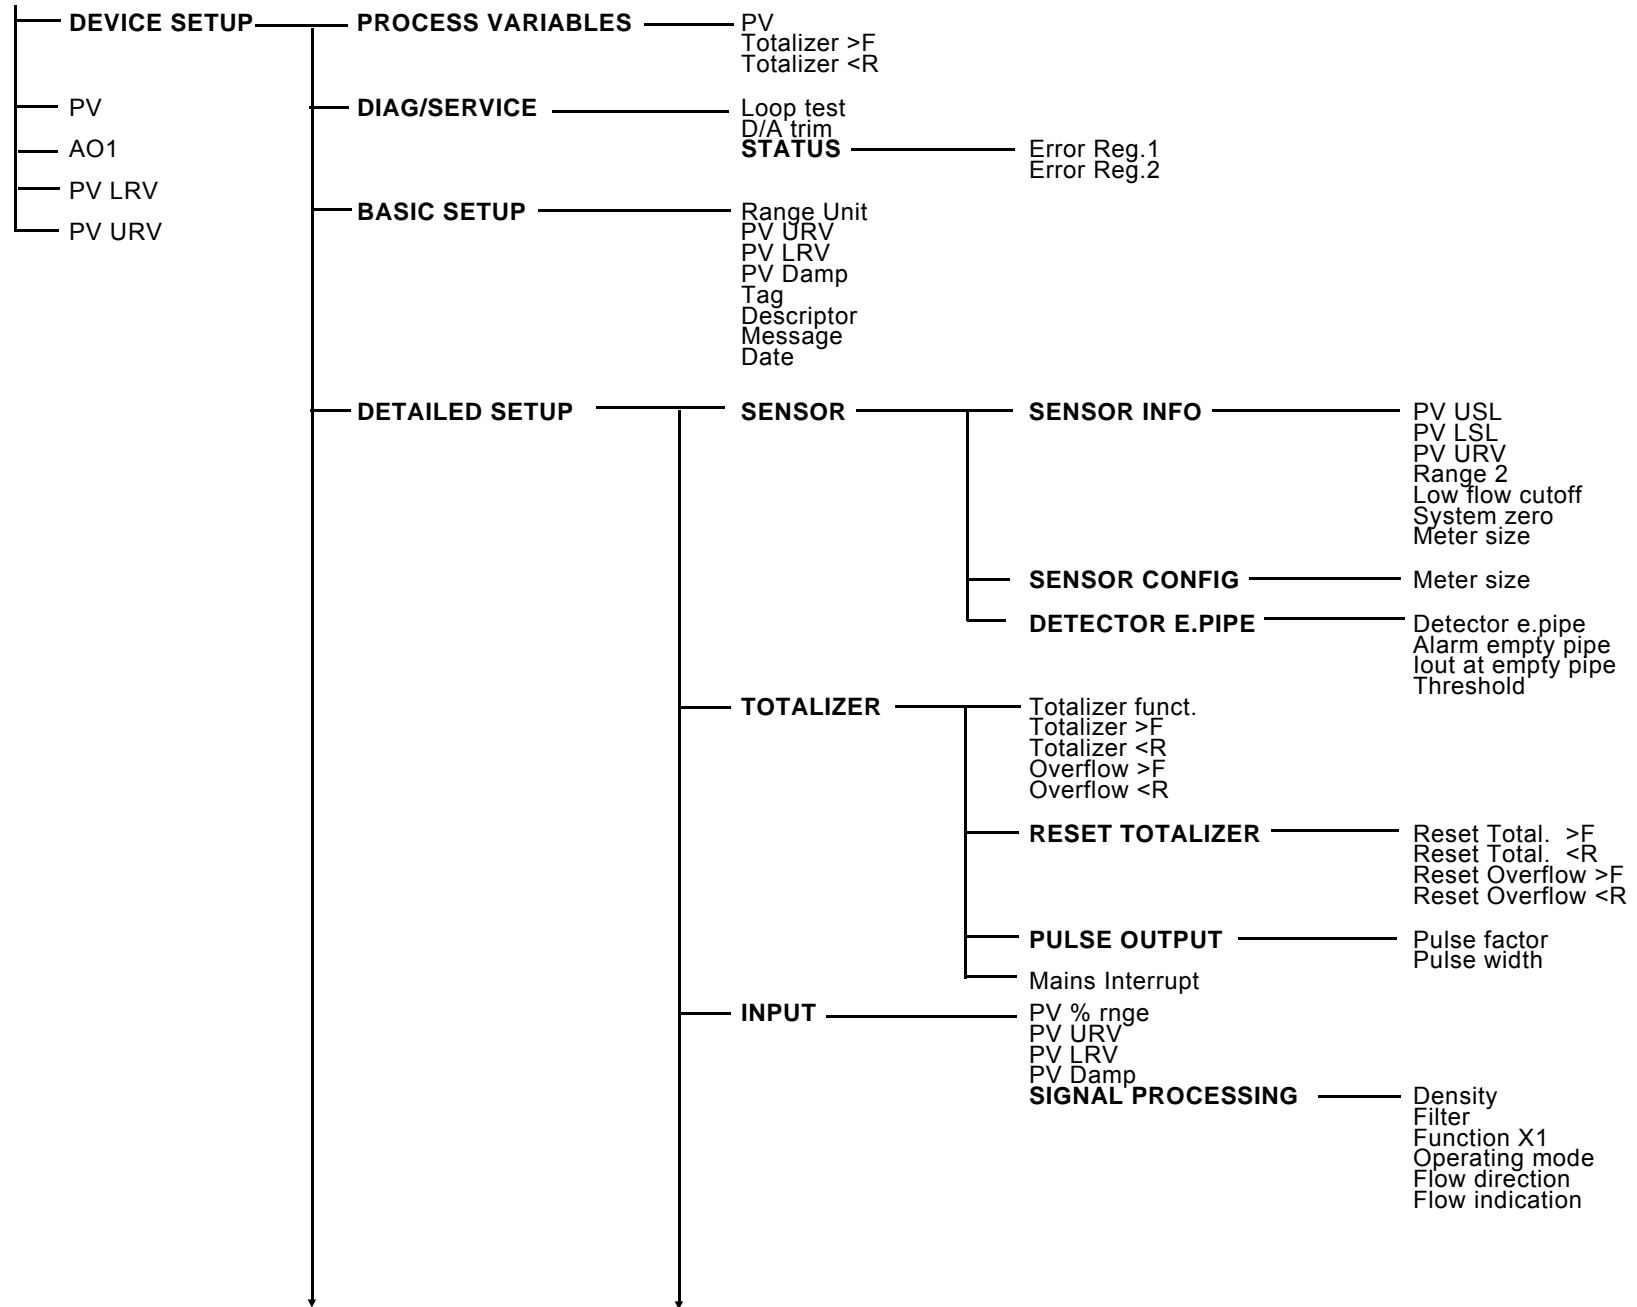 DEVICE SETUP
PV
AO1
PV LRV
PV URV
PROCESS VARIABLES
PV
Totalizer >F
Totalizer <R
DIAG/SERVICE
Loop test
D/A trim
STATUS
Error Reg.1
Error Reg.2
BASIC SETUP
Range Unit
PV URV
PV LRV
PV Damp
Tag
Descriptor
Message
Date
DETAILED SETUP
SENSOR
SENSOR INFO
PV USL
PV LSL
PV URV
Range 2
Low flow cutoff
System zero
Meter size
SENSOR CONFIG
Meter size
DETECTOR E.PIPE
Detector e.pipe
Alarm empty pipe
Iout at empty pipe
Threshold
TOTALIZER
Totalizer funct.
Totalizer >F
Totalizer <R
Overflow >F
Overflow <R
RESET TOTALIZER
Reset Total. >F
Reset Total. <R
Reset Overflow >F
Reset Overflow <R
PULSE OUTPUT
Pulse factor
Pulse width
Mains Interrupt
INPUT
PV % rnge
PV URV
PV LRV
PV Damp
SIGNAL PROCESSING
Density
Filter
Function X1
Operating mode
Flow direction
Flow indication